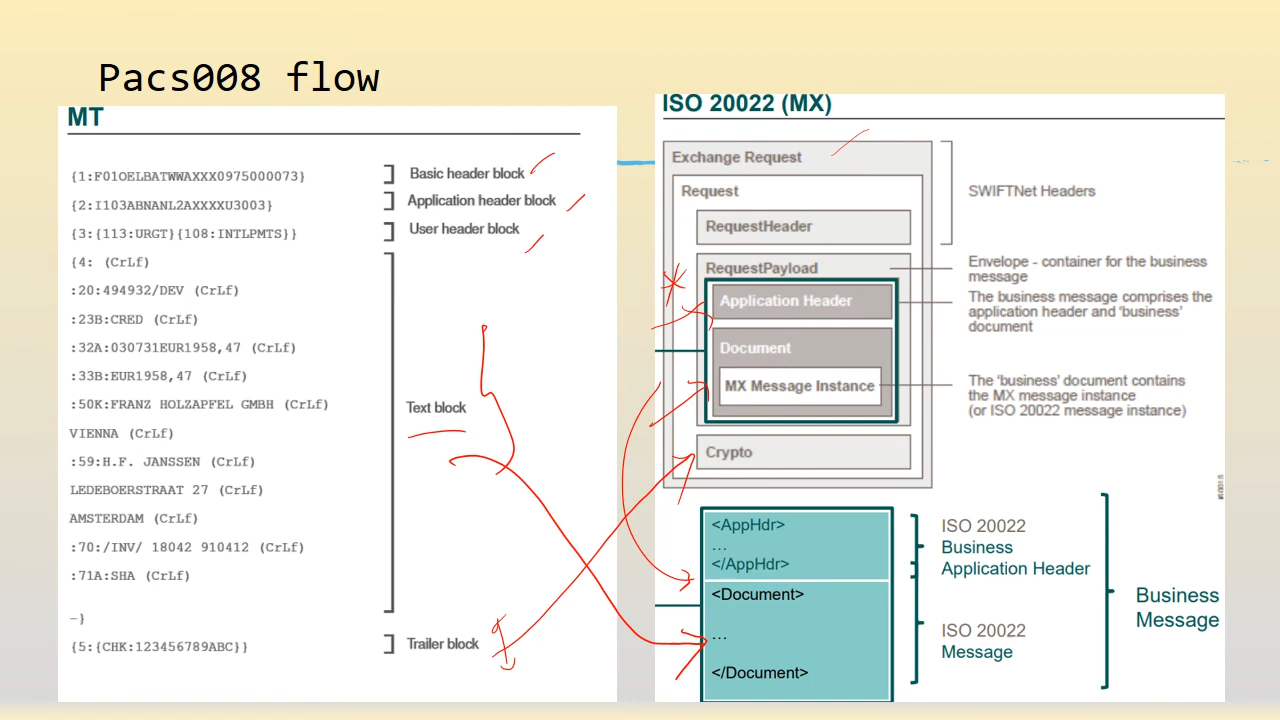 Pacs008 flow
MT
{1:F01OELBATWWAXXX0975000073}
Basic header block
{2:I103ABNANL2AXXXXU3003}
Application header block
{3:{113:URGT}{108:INTLPMTS}}
User header block
{4: (CrLf)
:20:494932/DEV (CrLf)
:23B:CRED (CrLf)
:32A:030731EUR1958,47 (CrLf)
:33B:EUR1958,47 (CrLf)
:50K:FRANZ HOLZAPFEL GMBH (CrLf)
VIENNA (CrLf)
:59:H.F. JANSSEN (CrLf)
LEDEBOERSTRAAT 27 (CrLf)
AMSTERDAM (CrLf)
:70:/INV/ 18042 910412 (CrLf)
:71A:SHA (CrLf)
–}
Text block
{5:{CHK:123456789ABC}}
Trailer block
ISO 20022 (MX)
Exchange Request
Request
RequestHeader
RequestPayload
Application Header
Document
MX Message Instance
Crypto
SWIFTNet Headers
Envelope - container for the business
message
The business message comprises the
application header and ‘business’
document
The ‘business’ document contains
the MX message instance
(or ISO 20022 message instance)
<AppHdr>
...
</AppHdr>
<Document>
...
</Document>
ISO 20022
Business
Application Header
ISO 20022
Message
Business
Message